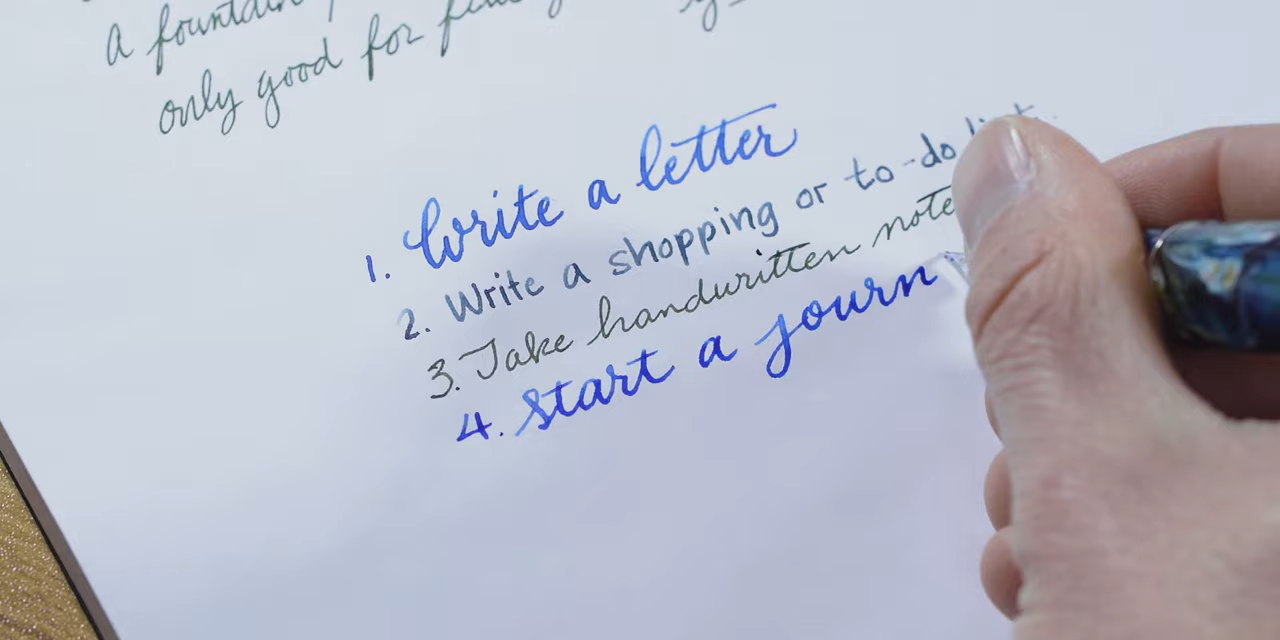 A fountain
only good for
1. Write a letter
2. Write a shopping or to-do list
3. Take handwritten note
4. Start a journ